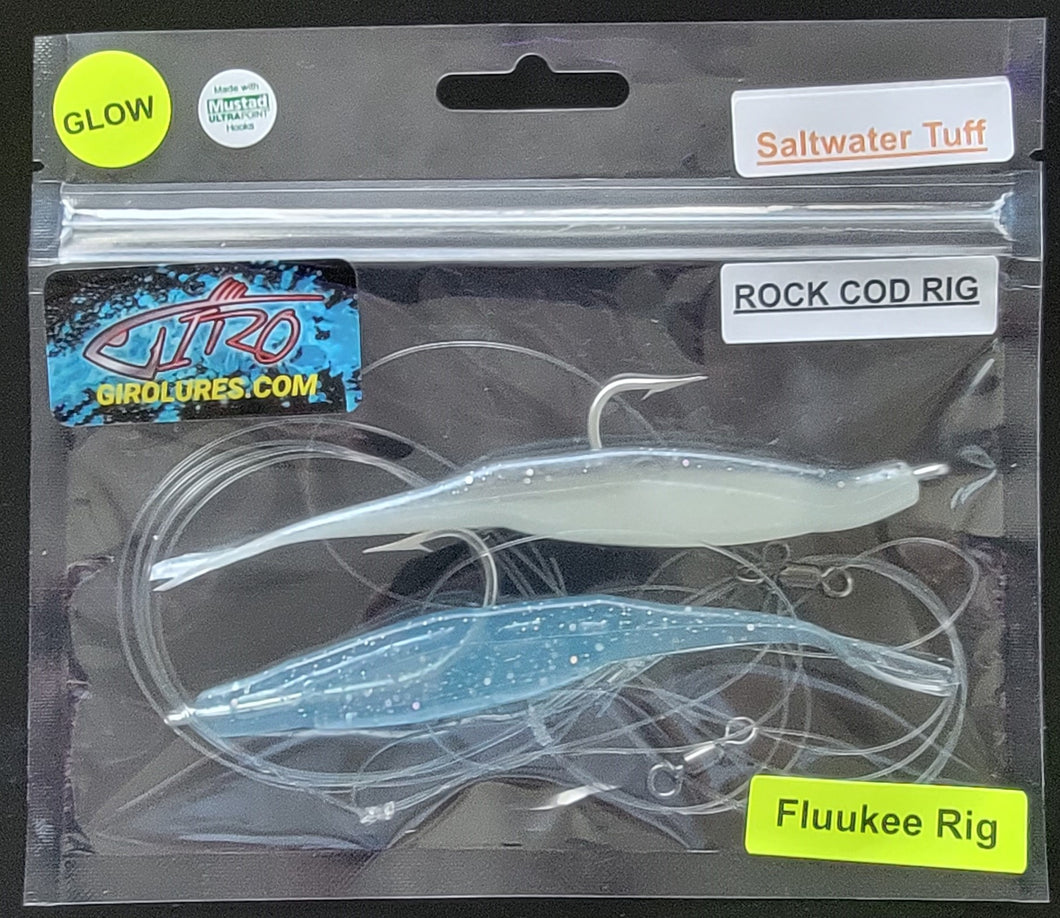 GLOW
Made with
Mustad
ULTRAPOINT
Hooks
Saltwater Tuff
GIRO
GIROLURES.COM
ROCK COD RIG
Fluukee Rig